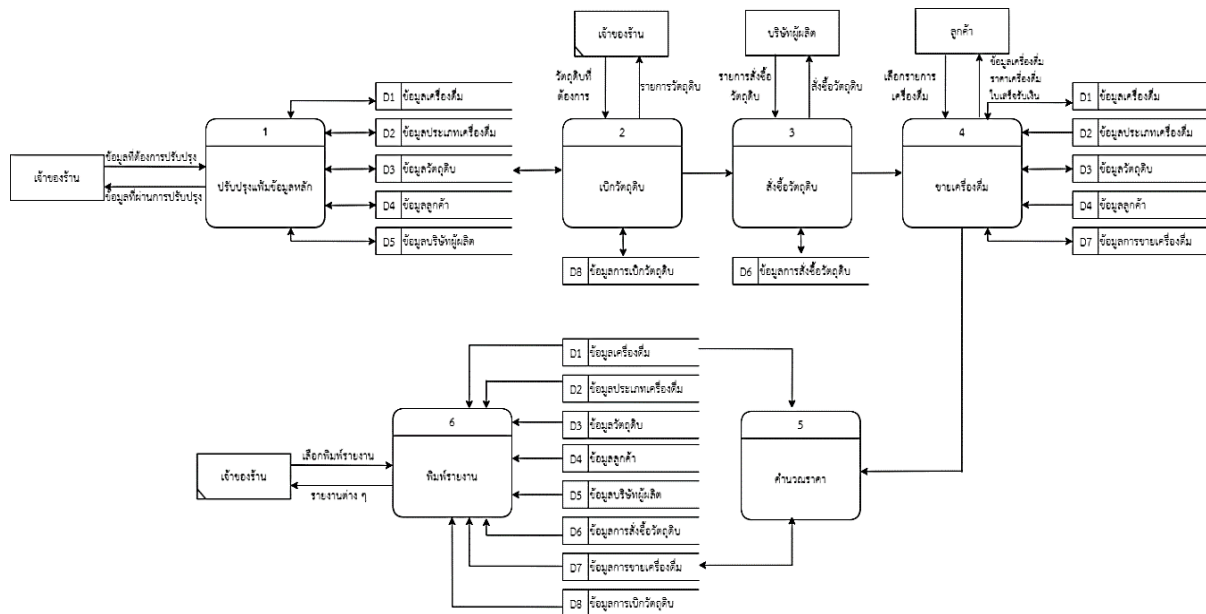 เจ้าของร้าน
บริษัทผู้ผลิต
ลูกค้า
วัตถุดิบที่
ต้องการ
รายการวัตถุดิบ
รายการสั่งซื้อ
วัตถุดิบ
สั่งซื้อวัตถุดิบ
เลือกรายการ
เครื่องดื่ม
ข้อมูลเครื่องดื่ม
ราคาเครื่องดื่ม
ใบเสร็จรับเงิน
เจ้าของร้าน
ข้อมูลที่ต้องการปรับปรุง
ข้อมูลที่ผ่านการปรับปรุง
1
ปรับปรุงแฟ้มข้อมูลหลัก
D1 ข้อมูลเครื่องดื่ม
D2 ข้อมูลประเภทเครื่องดื่ม
D3 ข้อมูลวัตถุดิบ
D4 ข้อมูลลูกค้า
D5 ข้อมูลบริษัทผู้ผลิต
2
เบิกวัตถุดิบ
D8 ข้อมูลการเบิกวัตถุดิบ
3
สั่งซื้อวัตถุดิบ
D6 ข้อมูลการสั่งซื้อวัตถุดิบ
4
ขายเครื่องดื่ม
D1 ข้อมูลเครื่องดื่ม
D2 ข้อมูลประเภทเครื่องดื่ม
D3 ข้อมูลวัตถุดิบ
D4 ข้อมูลลูกค้า
D7 ข้อมูลการขายเครื่องดื่ม
เจ้าของร้าน
เลือกพิมพ์รายงาน
รายงานต่าง ๆ
6
พิมพ์รายงาน
D1 ข้อมูลเครื่องดื่ม
D2 ข้อมูลประเภทเครื่องดื่ม
D3 ข้อมูลวัตถุดิบ
D4 ข้อมูลลูกค้า
D5 ข้อมูลบริษัทผู้ผลิต
D6 ข้อมูลการสั่งซื้อวัตถุดิบ
D7 ข้อมูลการขายเครื่องดื่ม
D8 ข้อมูลการเบิกวัตถุดิบ
5
คำนวณราคา